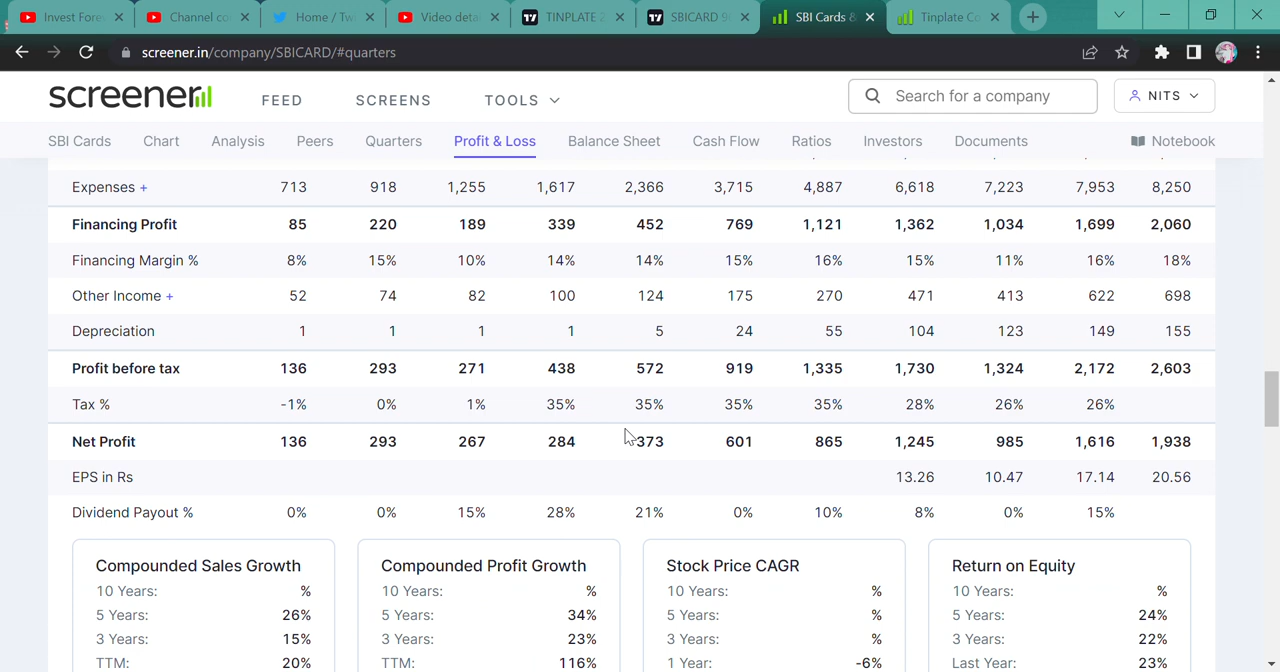 Invest Fore
Channel co
Home / Tw
Video deta
TINPLATE 2
SBICARD 9
SBI Cards &
Tinplate Co
screener.in/company/SBICARD/#quarters
screener
FEED
SCREENS
TOOLS
Search for a company
NITS
SBI Cards Chart Analysis Peers Quarters Profit & Loss Balance Sheet Cash Flow Ratios Investors Documents Notebook
Expenses + 713 918 1,255 1,617 2,366 3,715 4,887 6,618 7,223 7,953 8,250
Financing Profit 85 220 189 339 452 769 1,121 1,362 1,034 1,699 2,060
Financing Margin % 8% 15% 10% 14% 14% 15% 16% 15% 11% 16% 18%
Other Income + 52 74 82 100 124 175 270 471 413 622 698
Depreciation 1 1 1 1 5 24 55 104 123 149 155
Profit before tax 136 293 271 438 572 919 1,335 1,730 1,324 2,172 2,603
Tax % -1% 0% 1% 35% 35% 35% 35% 28% 26% 26%
Net Profit 136 293 267 284 373 601 865 1,245 985 1,616 1,938
EPS in Rs 13.26 10.47 17.14 20.56
Dividend Payout % 0% 0% 15% 28% 21% 0% 10% 8% 0% 15%
Compounded Sales Growth
10 Years: %
5 Years: 26%
3 Years: 15%
TTM: 20%
Compounded Profit Growth
10 Years: %
5 Years: 34%
3 Years: 23%
TTM: 116%
Stock Price CAGR
10 Years: %
5 Years: %
3 Years: %
1 Year: -6%
Return on Equity
10 Years: %
5 Years: 24%
3 Years: 22%
Last Year: 23%